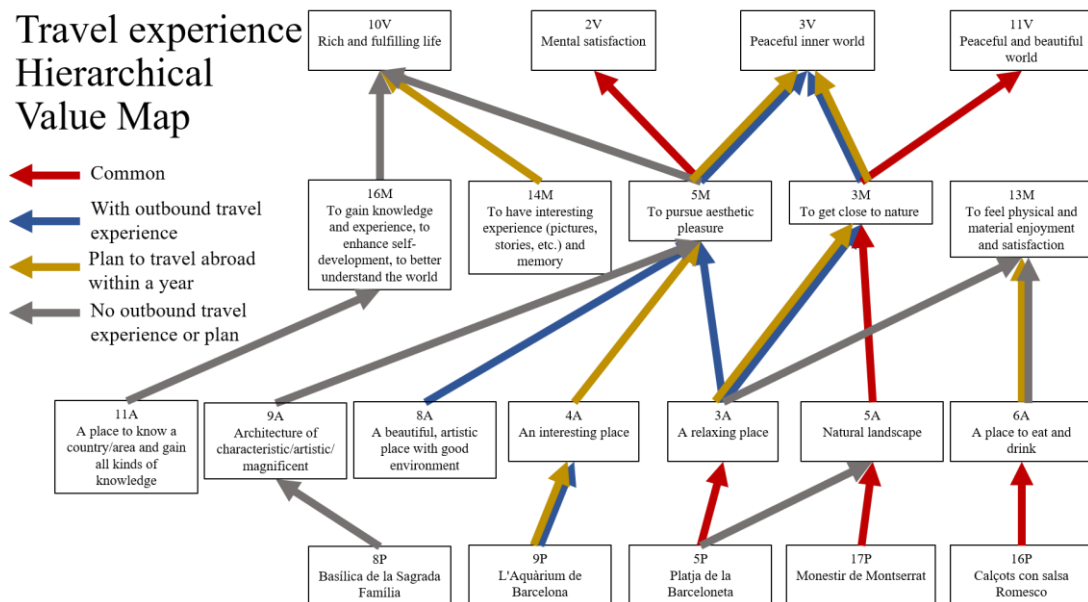 Travel experience
Hierarchical
Value Map
Common
With outbound travel
experience
Plan to travel abroad
within a year
No outbound travel
experience or plan
10V
Rich and fulfilling life
2V
Mental satisfaction
3V
Peaceful inner world
11V
Peaceful and beautiful
world
16M
To gain knowledge
and experience, to
enhance self-
development, to better
understand the world
14M
To have interesting
experience (pictures,
stories, etc.) and
memory
5M
To pursue aesthetic
pleasure
3M
To get close to nature
13M
To feel physical and
material enjoyment
and satisfaction
11A
A place to know a
country/area and gain
all kinds of
knowledge
9A
Architecture of
characteristic/artistic/
magnificent
8A
A beautiful, artistic
place with good
environment
4A
An interesting place
3A
A relaxing place
5A
Natural landscape
6A
A place to eat and
drink
8P
Basílica de la Sagrada
Família
9P
L'Aquàrium de
Barcelona
5P
Platja de la
Barceloneta
17P
Monestir de Montserrat
16P
Calçots con salsa
Romesco